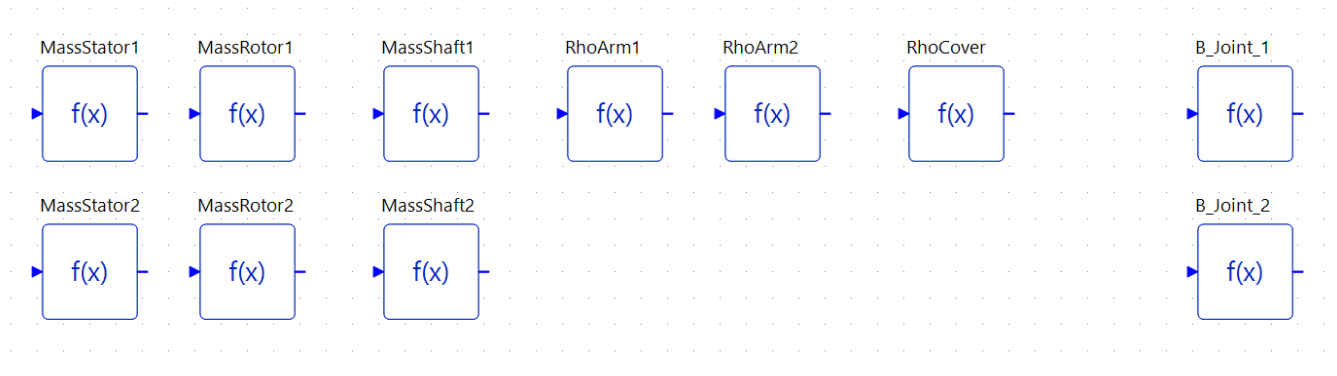 MassStator1 MassRotor1 MassShaft1 RhoArm1 RhoArm2 RhoCover B_Joint_1
f(x) f(x) f(x) f(x) f(x) f(x) f(x)
MassStator2 MassRotor2 MassShaft2 B_Joint_2
f(x) f(x) f(x) f(x)